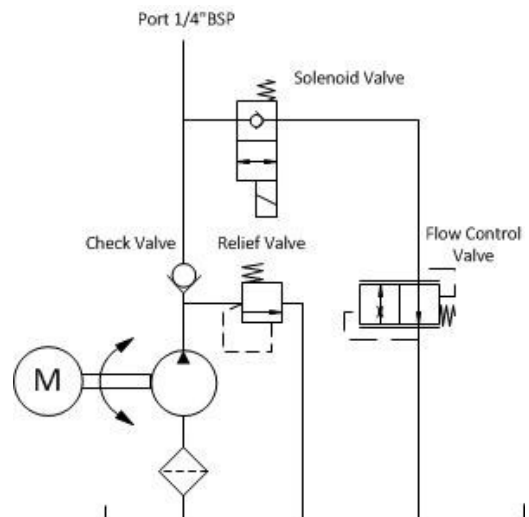 Port 1/4"BSP
Solenoid Valve
Check Valve
Relief Valve
Flow Control
Valve
M